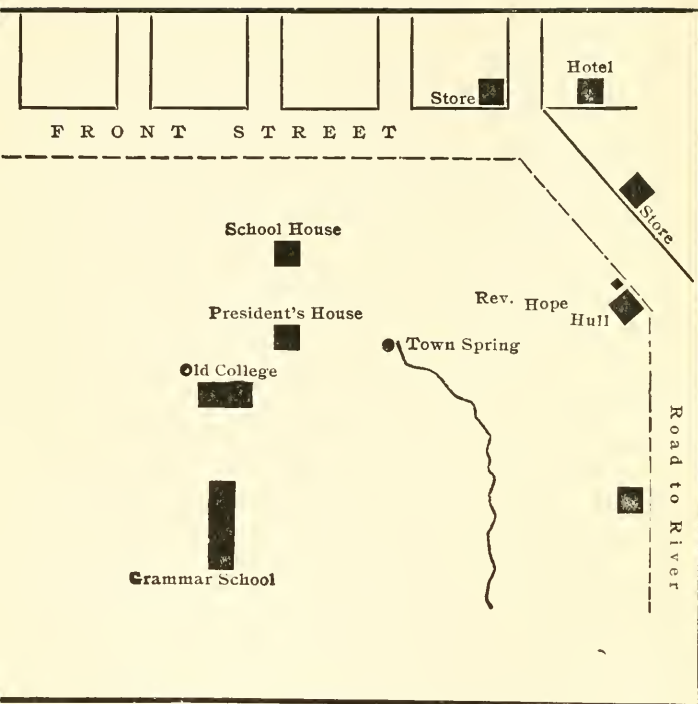 Hotel
Store
FRONT STREET
Store
School House
Rev. Hope Hull
President's House
Town Spring
Old College
Road to River
Grammar School